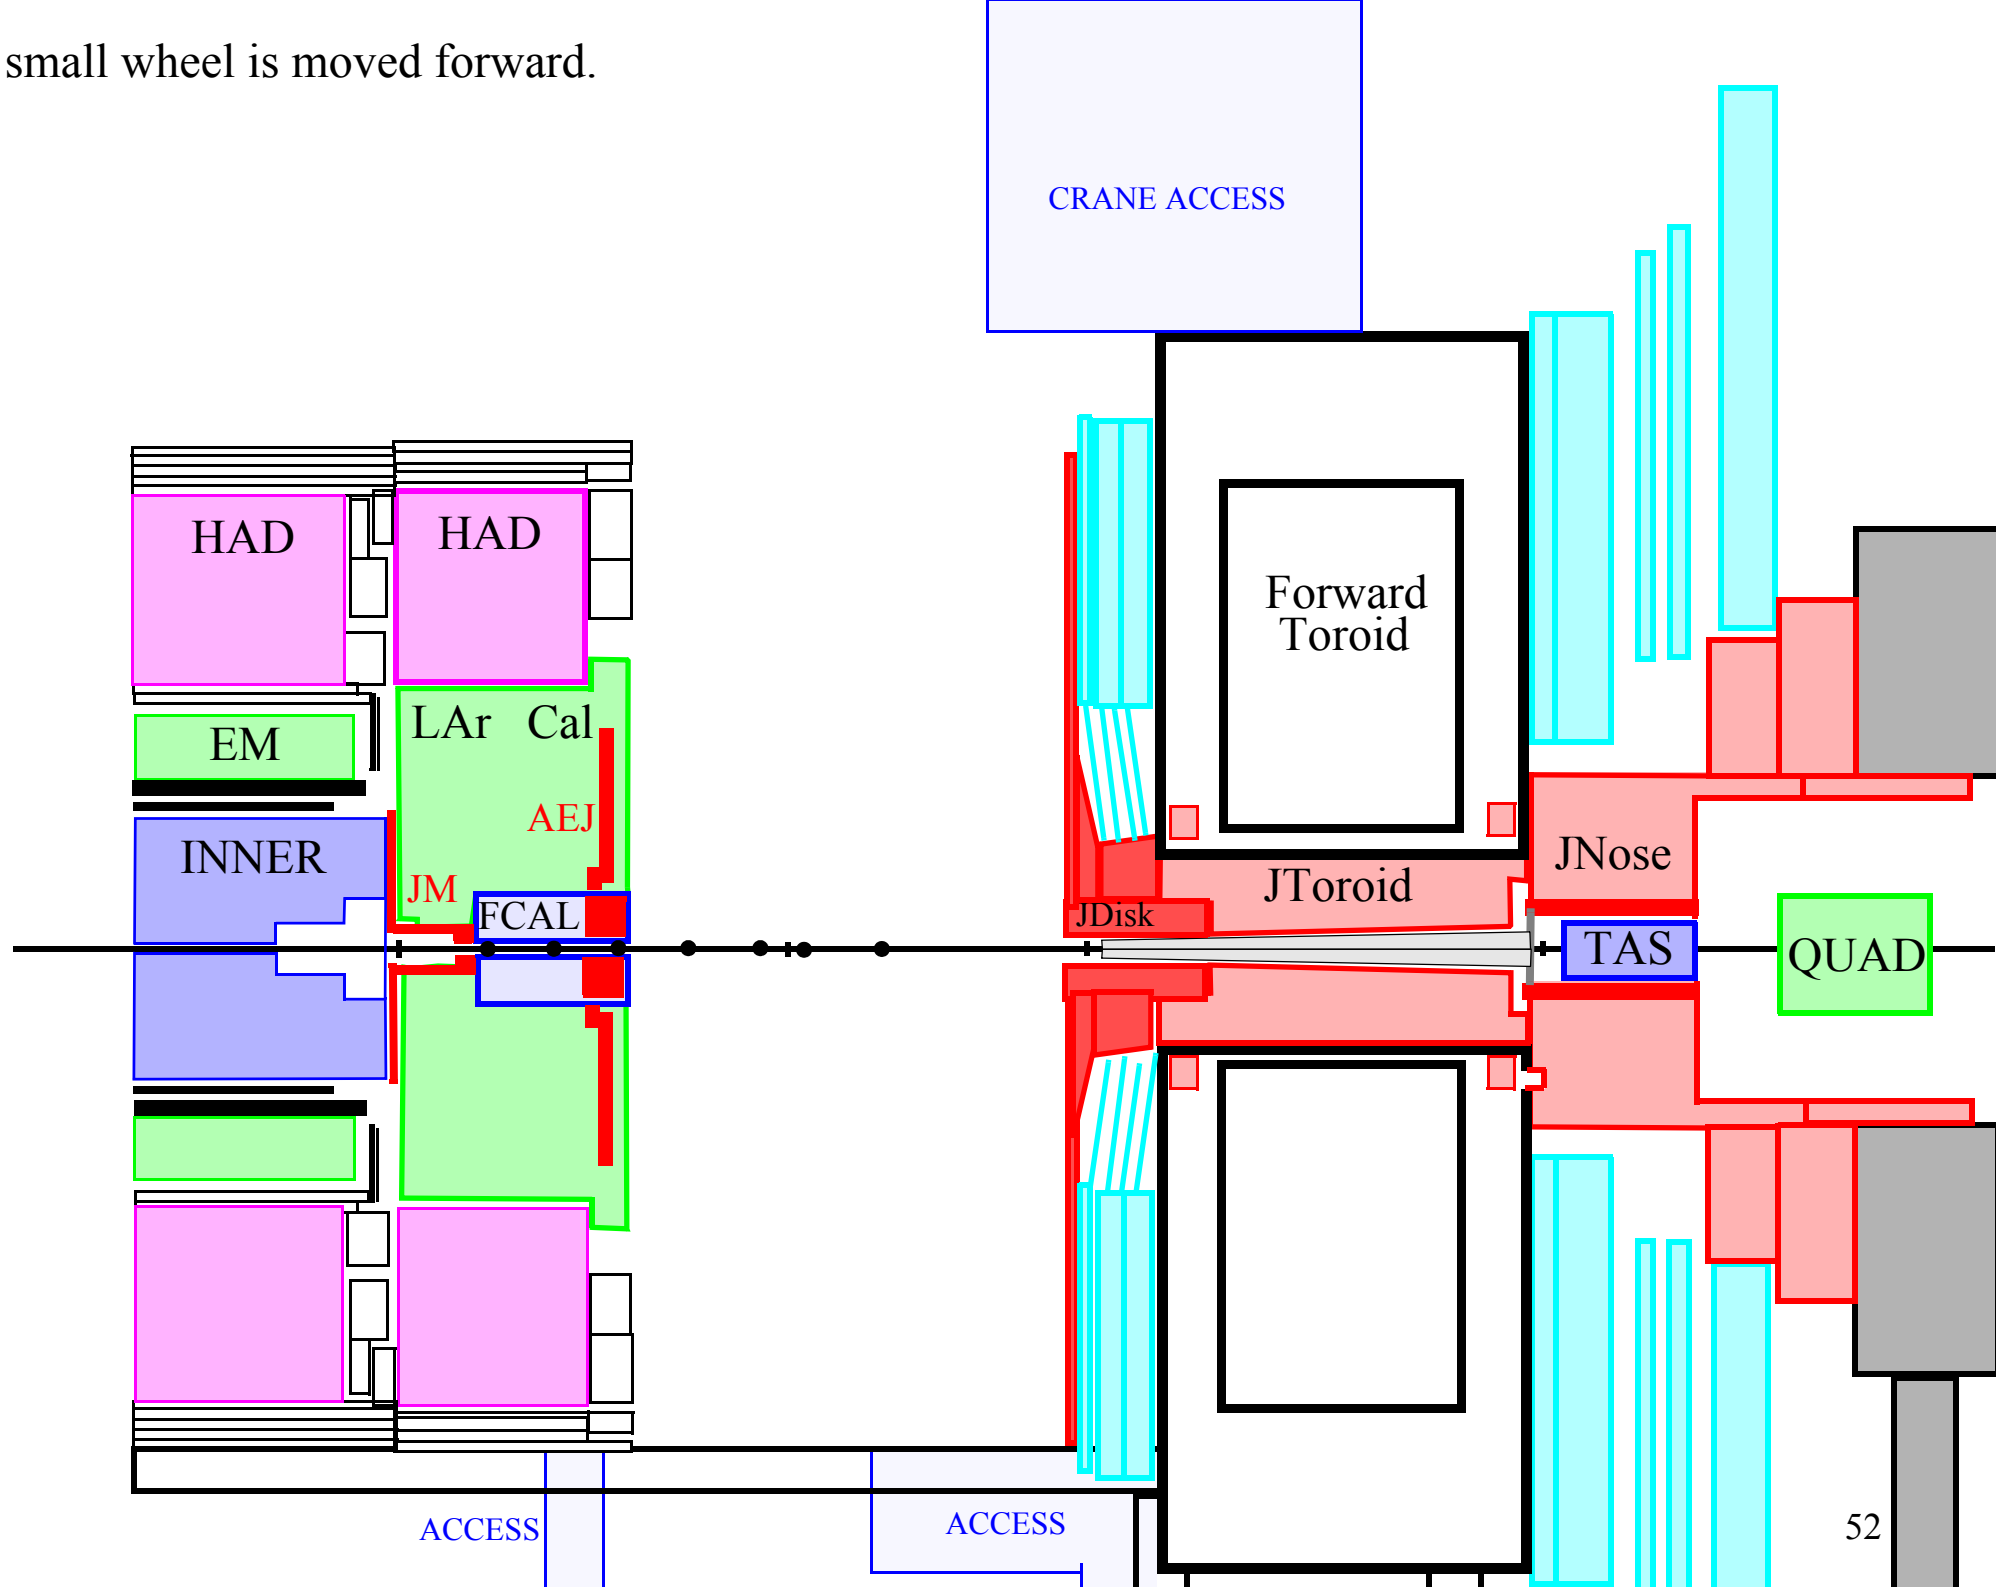 small wheel is moved forward.
CRANE ACCESS
HAD
HAD
Forward
Toroid
LAr Cal
EM
AEJ
INNER
JNose
JM
JToroid
FCAL
JDisk
TAS
QUAD
ACCESS
ACCESS
52